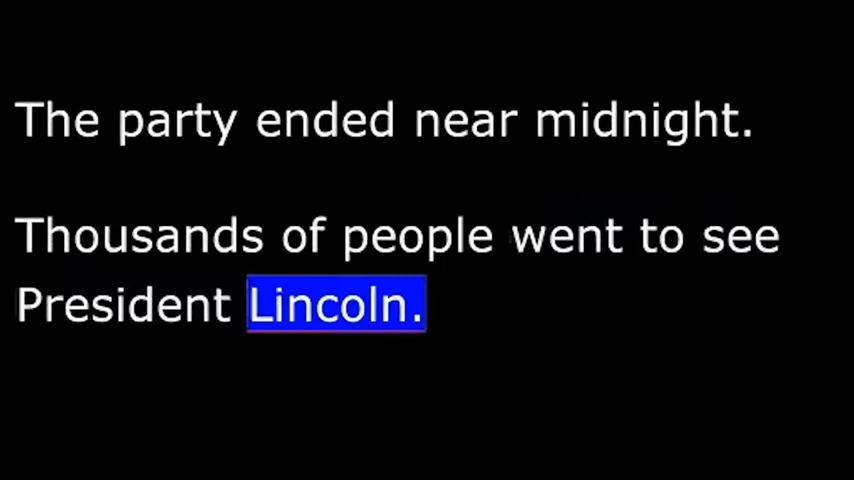 The party ended near midnight.
Thousands of people went to see
President Lincoln.